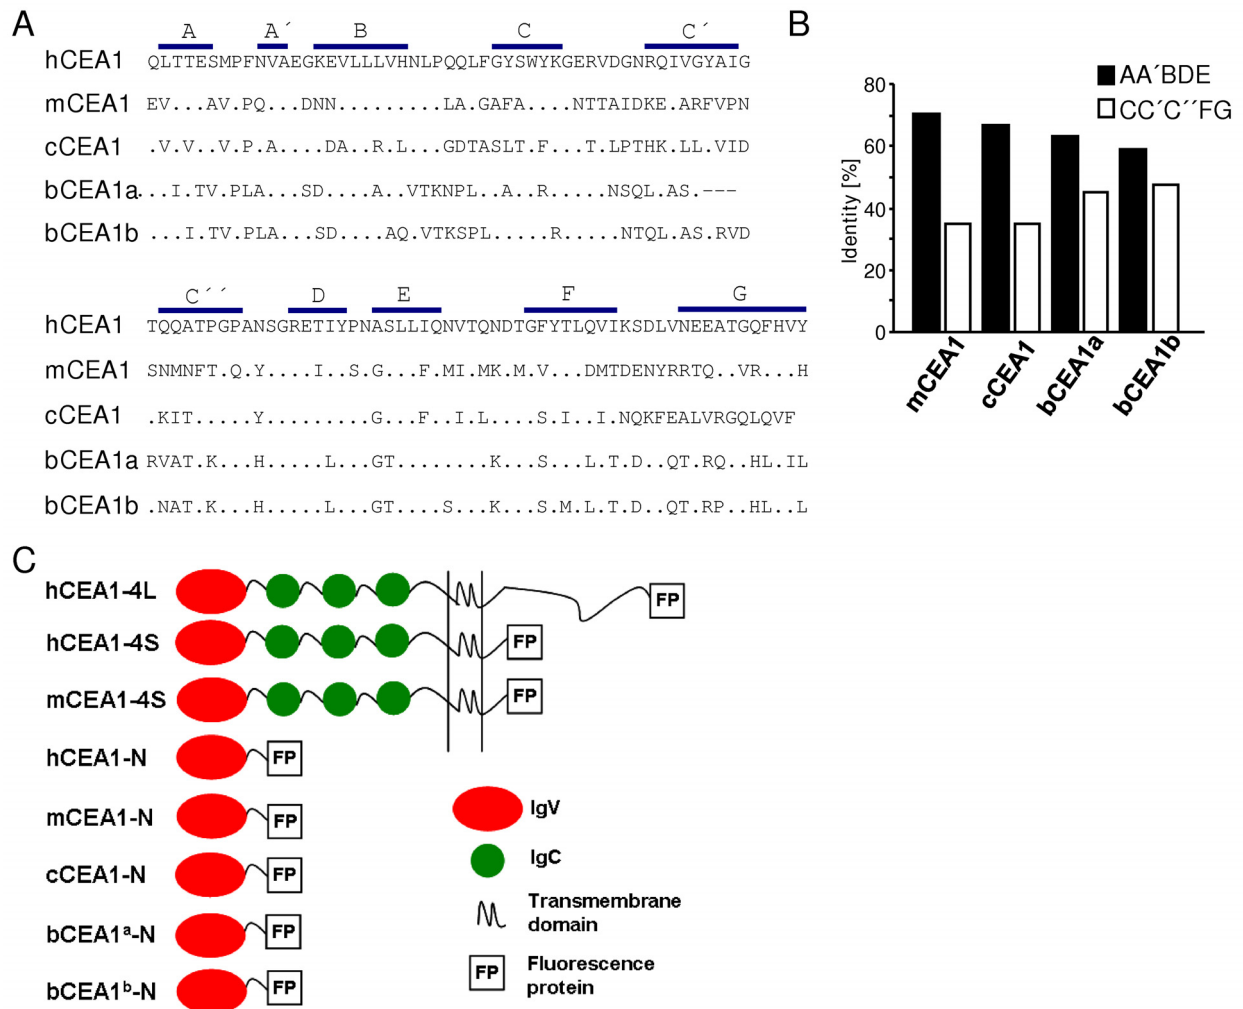 A
A A´ B C C´
hCEA1 QLTTESMPFNVAEGKEVLLLVHNLPQQLFGYSWYKGERVDGNRQIVGYAIG
mCEA1 EV...AV.PQ...DNN.........LA.GAFA....NTTAIDKE.ARFVPN
cCEA1 .V.V..V.P.A....DA..R.L...GDTASLT.F...T.LPTHK.LL.VID
bCEA1a...I.TV.PLA...SD....A..VTKNPL..A..R.....NSQL.AS.---
bCEA1b ...I.TV.PLA...SD....AQ.VTKSPL.....R.....NTQL.AS.RVD
C´´ D E F G
hCEA1 TQQATPGPANSGRETIYPNASLLIQNVTQNDTGFYTLQVIKSDLVNEEATGQFHVY
mCEA1 SNMNFT.Q.Y....I..S.G...F.MI.MK.M.V...DMTDENYRRTQ..VR...H
cCEA1 .KIT.....Y.........G...F..I.L....S.I..I.NQKFEALVRGQLQVF
bCEA1a RVAT.K...H.....L...GT........K...S...L.T.D..QT.RQ..HL.IL
bCEA1b .NAT.K...H.....L...GT....S...K...S.M.L.T.D..QT.RP..HL..L
B
AA´BDE
CC´C´´FG
Identity [%]
80
60
40
20
0
mCEA1 cCEA1 bCEA1a bCEA1b
C
hCEA1-4L FP
hCEA1-4S FP
mCEA1-4S FP
hCEA1-N FP
mCEA1-N FP
cCEA1-N FP
bCEA1ᵃ-N FP
bCEA1ᵇ-N FP
IgV
IgC
Transmembrane
domain
FP Fluorescence
protein